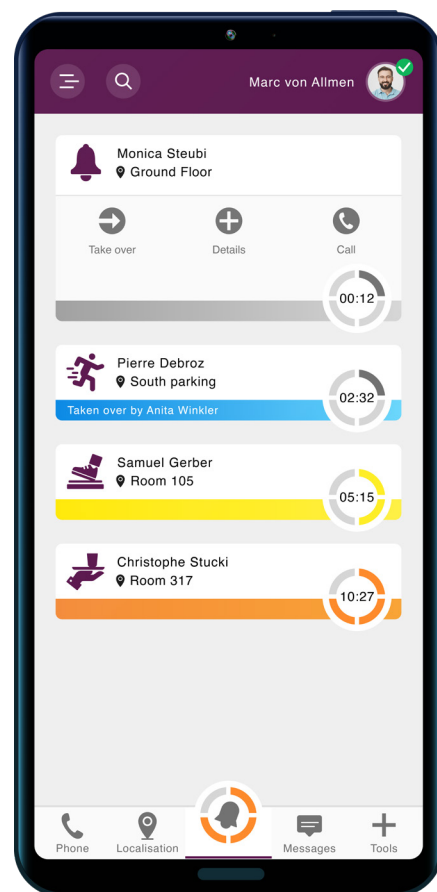 Marc von Allmen
Monica Steubi
Ground Floor
Take over
Details
Call
00:12
Pierre Debroz
South parking
02:32
Taken over by Anita Winkler
Samuel Gerber
Room 105
05:15
Christophe Stucki
Room 317
10:27
Phone
Localisation
Messages
Tools